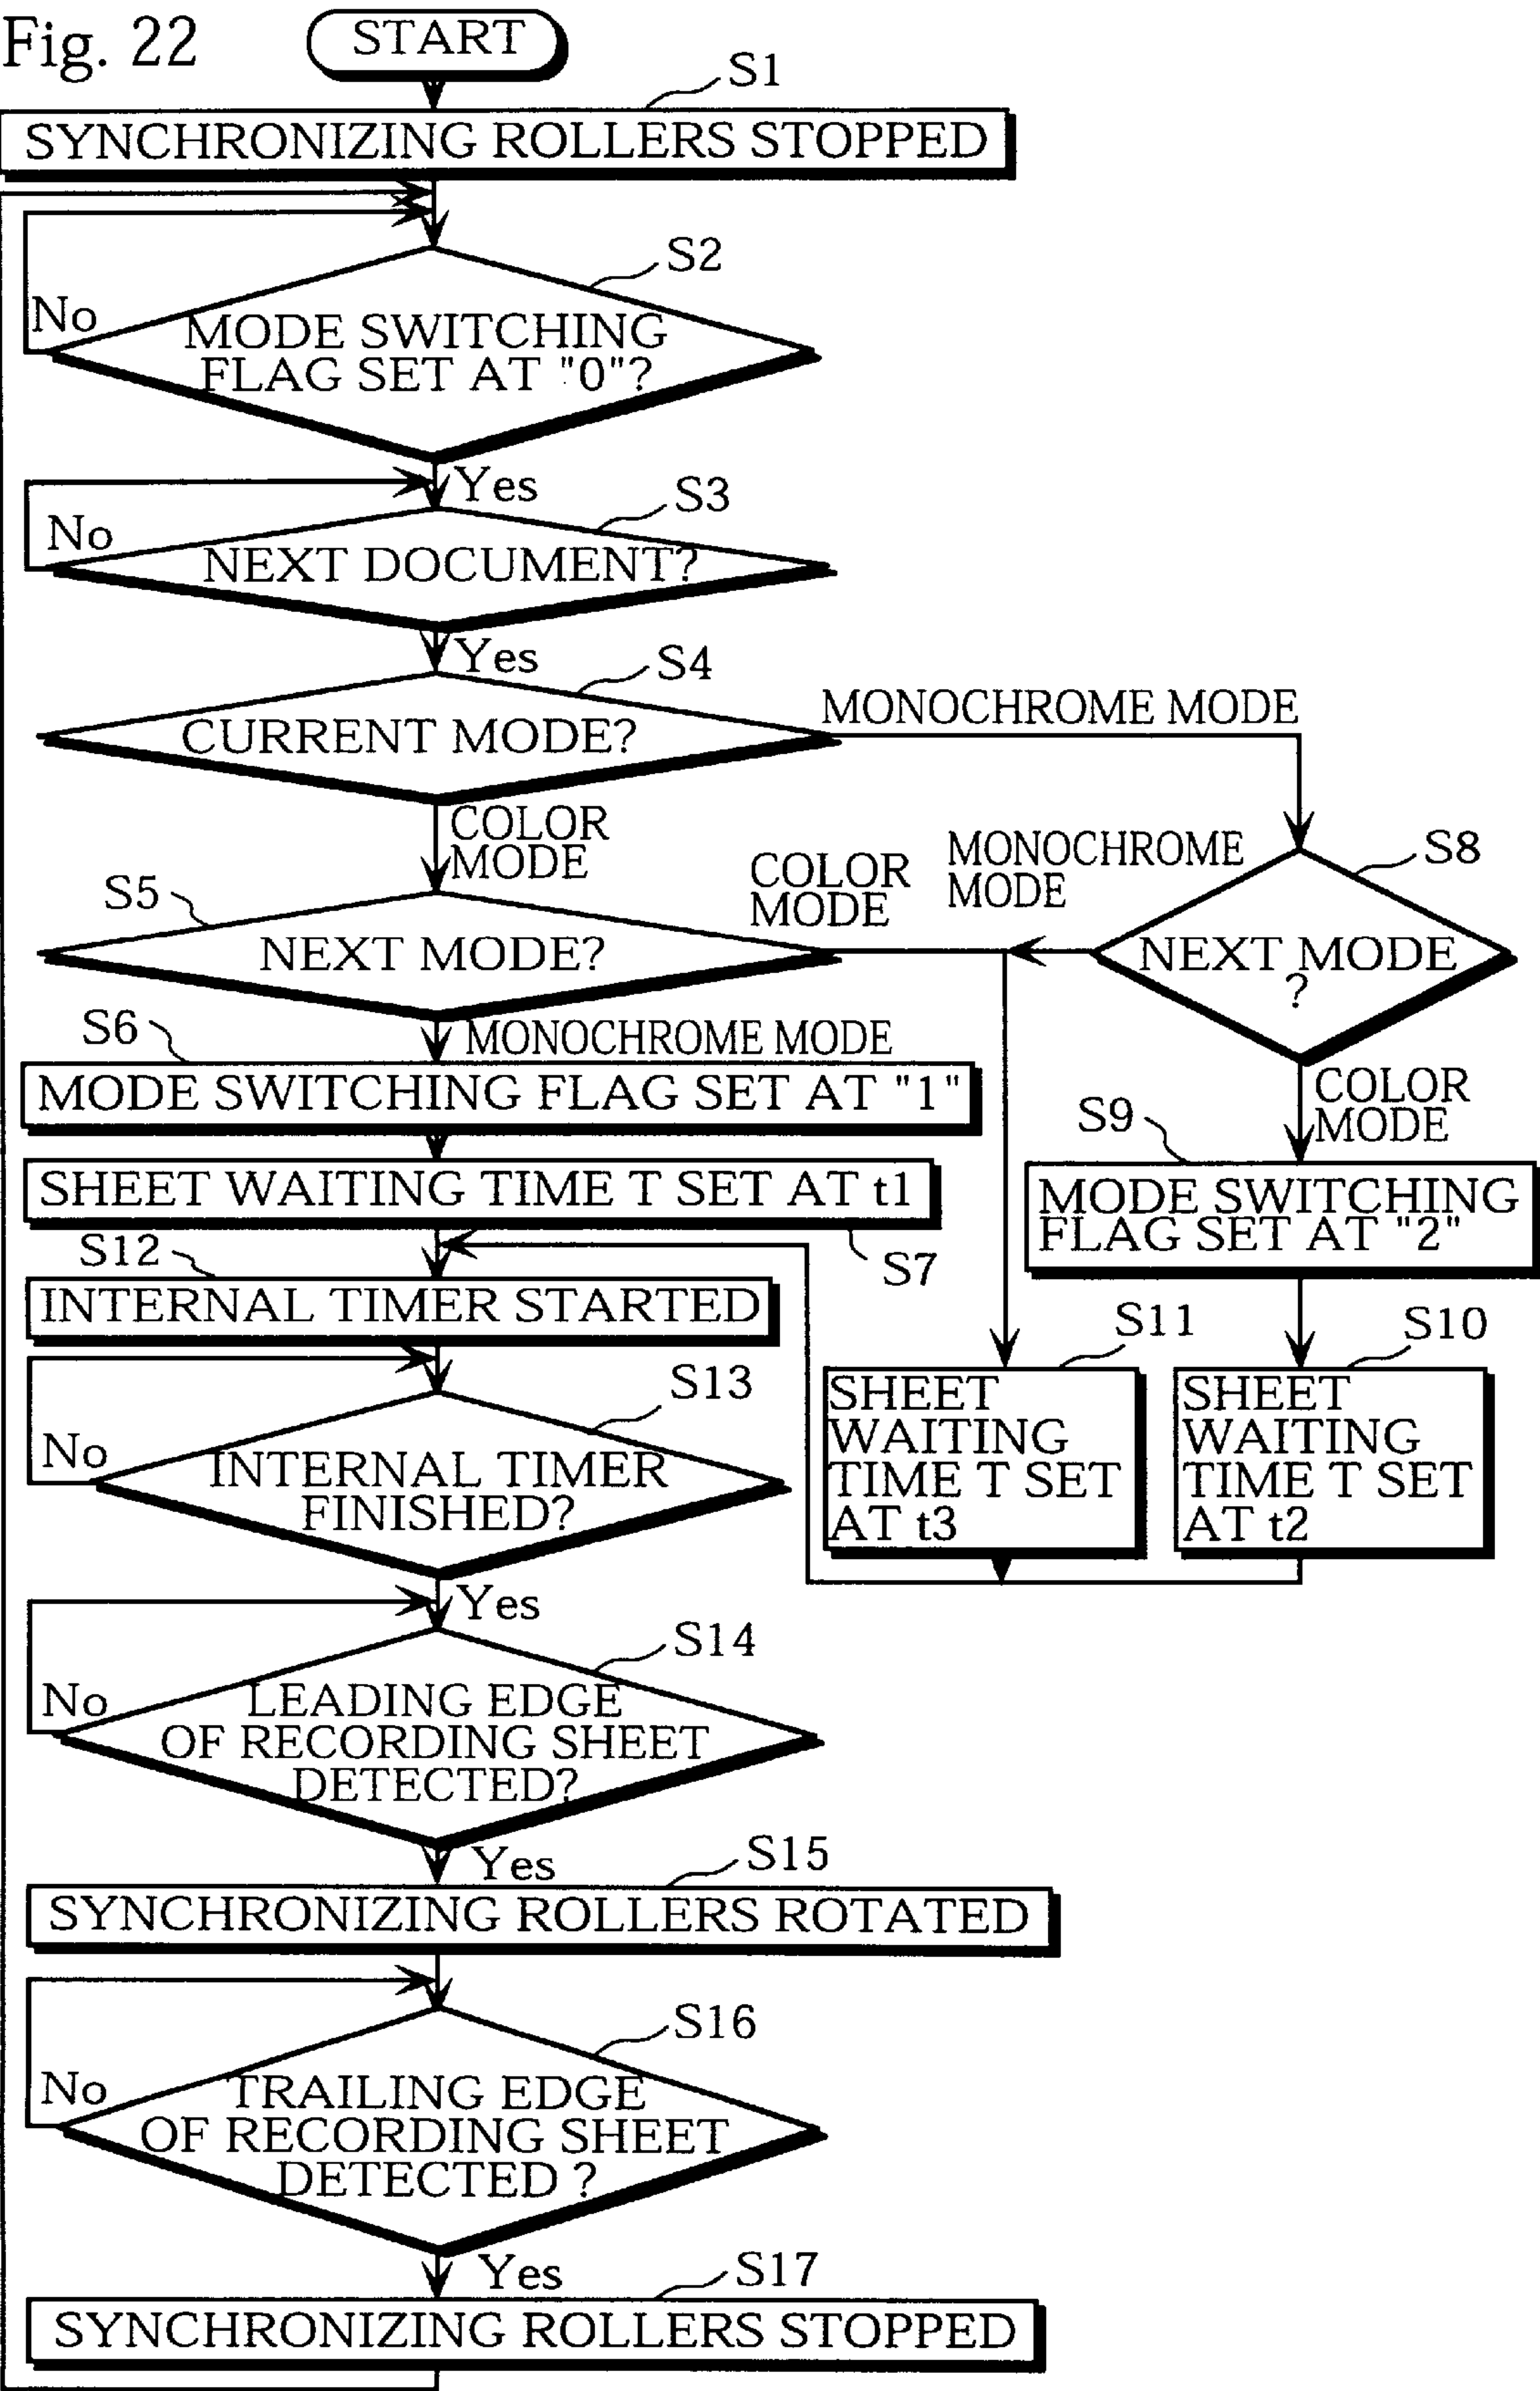 Fig. 22
START
S1
SYNCHRONIZING ROLLERS STOPPED
S2
No
MODE SWITCHING
FLAG SET AT "0"?
Yes
S3
No
NEXT DOCUMENT?
Yes
S4
CURRENT MODE?
MONOCHROME MODE
COLOR
MODE
S5
NEXT MODE?
COLOR
MODE
MONOCHROME
MODE
S8
NEXT MODE
?
S6
MONOCHROME MODE
MODE SWITCHING FLAG SET AT "1"
COLOR
MODE
S9
SHEET WAITING TIME T SET AT t1
S7
MODE SWITCHING
FLAG SET AT "2"
S12
INTERNAL TIMER STARTED
S11
S10
SHEET
WAITING
TIME T SET
AT t3
SHEET
WAITING
TIME T SET
AT t2
S13
No
INTERNAL TIMER
FINISHED?
Yes
S14
No
LEADING EDGE
OF RECORDING SHEET
DETECTED?
Yes
S15
SYNCHRONIZING ROLLERS ROTATED
S16
No
TRAILING EDGE
OF RECORDING SHEET
DETECTED ?
Yes
S17
SYNCHRONIZING ROLLERS STOPPED